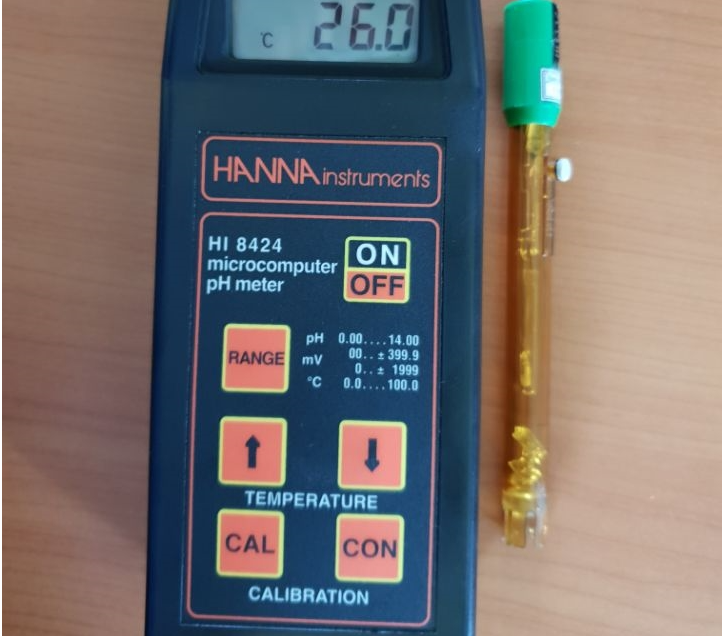 °C 26.0
HANNA instruments
HI 8424
microcomputer
pH meter
ON
OFF
RANGE
pH 0.00....14.00
mV 00..±399.9
0..± 1999
°C 0.0....100.0
↑ ↓
TEMPERATURE
CAL CON
CALIBRATION